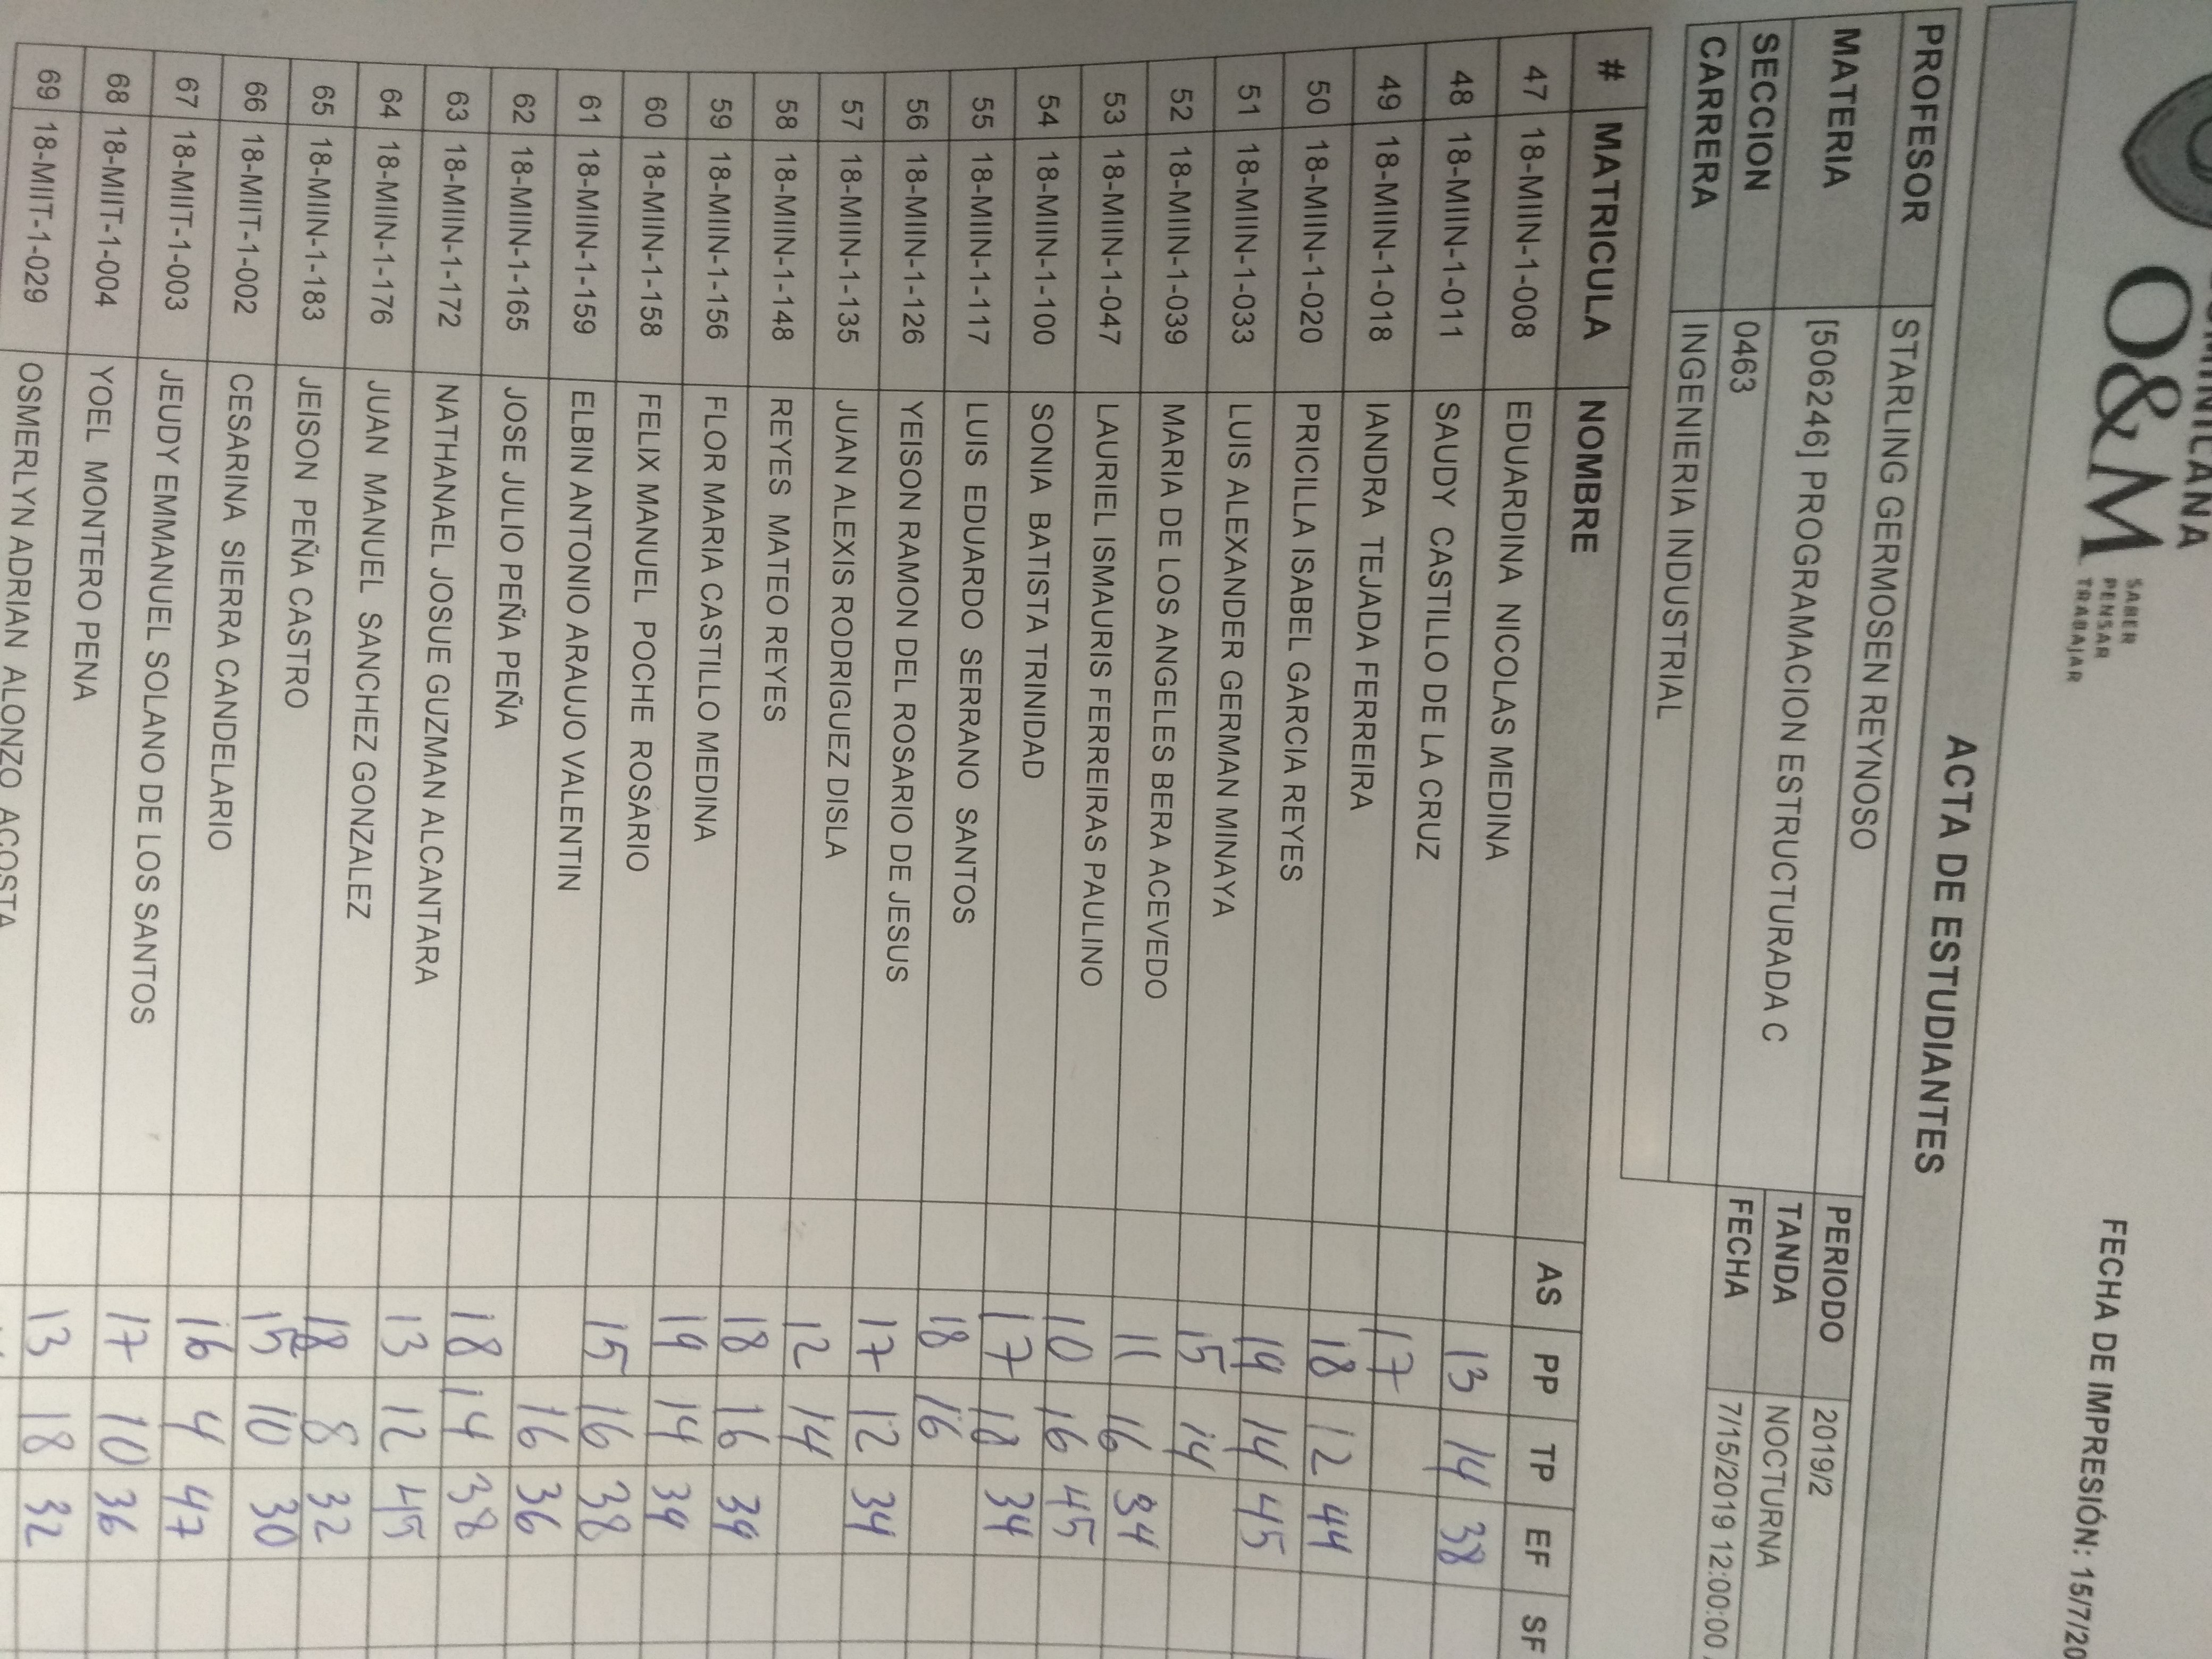 O&M
SABER
PENSAR
TRABAJAR
FECHA DE IMPRESIÓN: 15/7/20
ACTA DE ESTUDIANTES
PROFESOR STARLING GERMOSEN REYNOSO
MATERIA [506246] PROGRAMACION ESTRUCTURADA C PERIODO 2019/2
SECCION 0463 TANDA NOCTURNA
CARRERA INGENIERIA INDUSTRIAL FECHA 7/15/2019 12:00:00
# MATRICULA NOMBRE AS PP TP EF SF
47 18-MIIN-1-008 EDUARDINA NICOLAS MEDINA 13 14 38
48 18-MIIN-1-011 SAUDY CASTILLO DE LA CRUZ 17
49 18-MIIN-1-018 IANDRA TEJADA FERREIRA 18 12 44
50 18-MIIN-1-020 PRICILLA ISABEL GARCIA REYES 19 14 45
51 18-MIIN-1-033 LUIS ALEXANDER GERMAN MINAYA 15 14
52 18-MIIN-1-039 MARIA DE LOS ANGELES BERA ACEVEDO 11 16 34
53 18-MIIN-1-047 LAURIEL ISMAURIS FERREIRAS PAULINO 10 16 45
54 18-MIIN-1-100 SONIA BATISTA TRINIDAD 17 34
55 18-MIIN-1-117 LUIS EDUARDO SERRANO SANTOS 18 16
56 18-MIIN-1-126 YEISON RAMON DEL ROSARIO DE JESUS 17 12 34
57 18-MIIN-1-135 JUAN ALEXIS RODRIGUEZ DISLA 12 14
58 18-MIIN-1-148 REYES MATEO REYES 18 16 39
59 18-MIIN-1-156 FLOR MARIA CASTILLO MEDINA 19 14 39
60 18-MIIN-1-158 FELIX MANUEL POCHE ROSARIO 15 16 38
61 18-MIIN-1-159 ELBIN ANTONIO ARAUJO VALENTIN 16 36
62 18-MIIN-1-165 JOSE JULIO PEÑA PEÑA 18 14 38
63 18-MIIN-1-172 NATHANAEL JOSUE GUZMAN ALCANTARA 13 12 45
64 18-MIIN-1-176 JUAN MANUEL SANCHEZ GONZALEZ 18 8 32
65 18-MIIN-1-183 JEISON PEÑA CASTRO 15 10 30
66 18-MIIT-1-002 CESARINA SIERRA CANDELARIO 16 4 47
67 18-MIIT-1-003 JEUDY EMMANUEL SOLANO DE LOS SANTOS 17 10 36
68 18-MIIT-1-004 YOEL MONTERO PENA 13 18 32
69 18-MIIT-1-029 OSMERLYN ADRIAN ALONZO ACOSTA